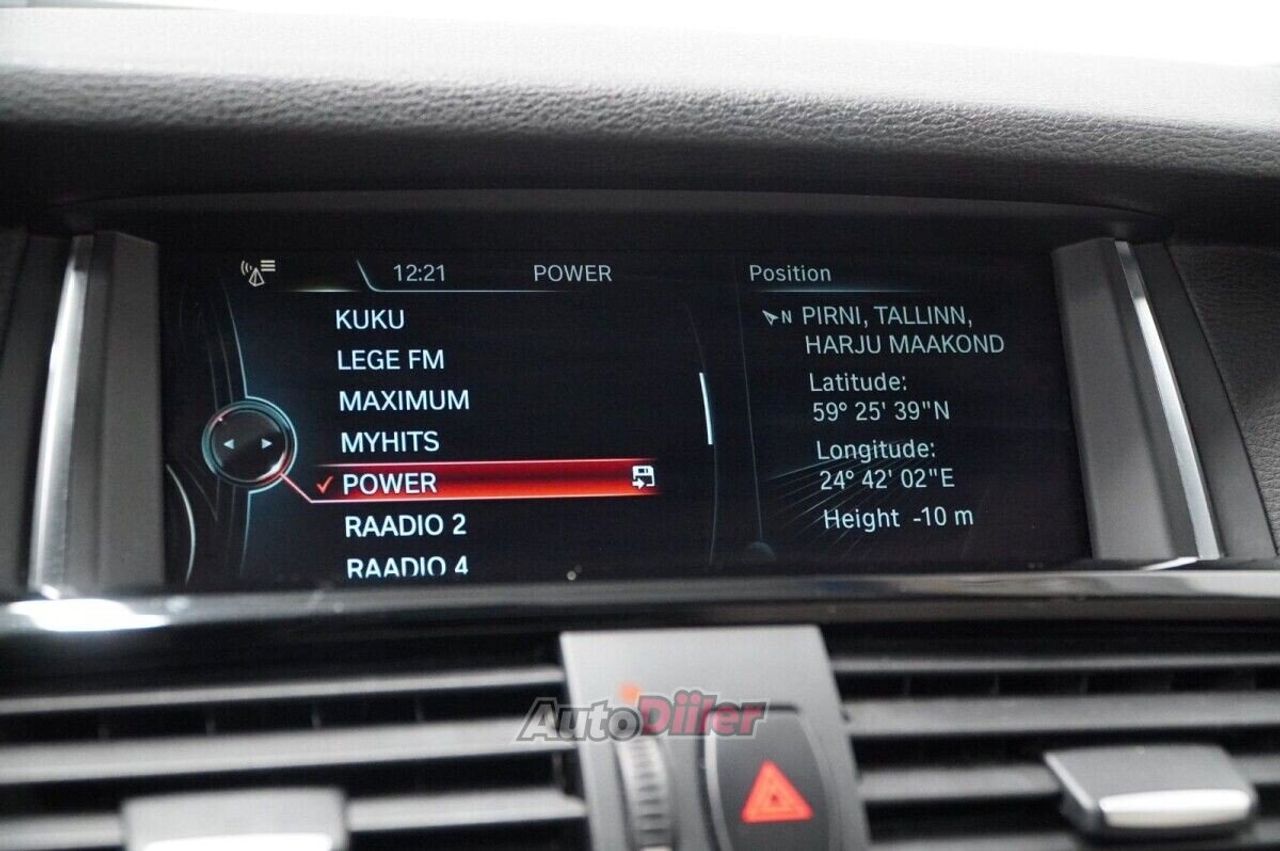 12:21 POWER
KUKU
LEGE FM
MAXIMUM
MYHITS
POWER
RAADIO 2
RAADIO 4
Position
N PIRNI, TALLINN,
HARJU MAAKOND
Latitude:
59° 25' 39"N
Longitude:
24° 42' 02"E
Height -10 m
AutoDiiler